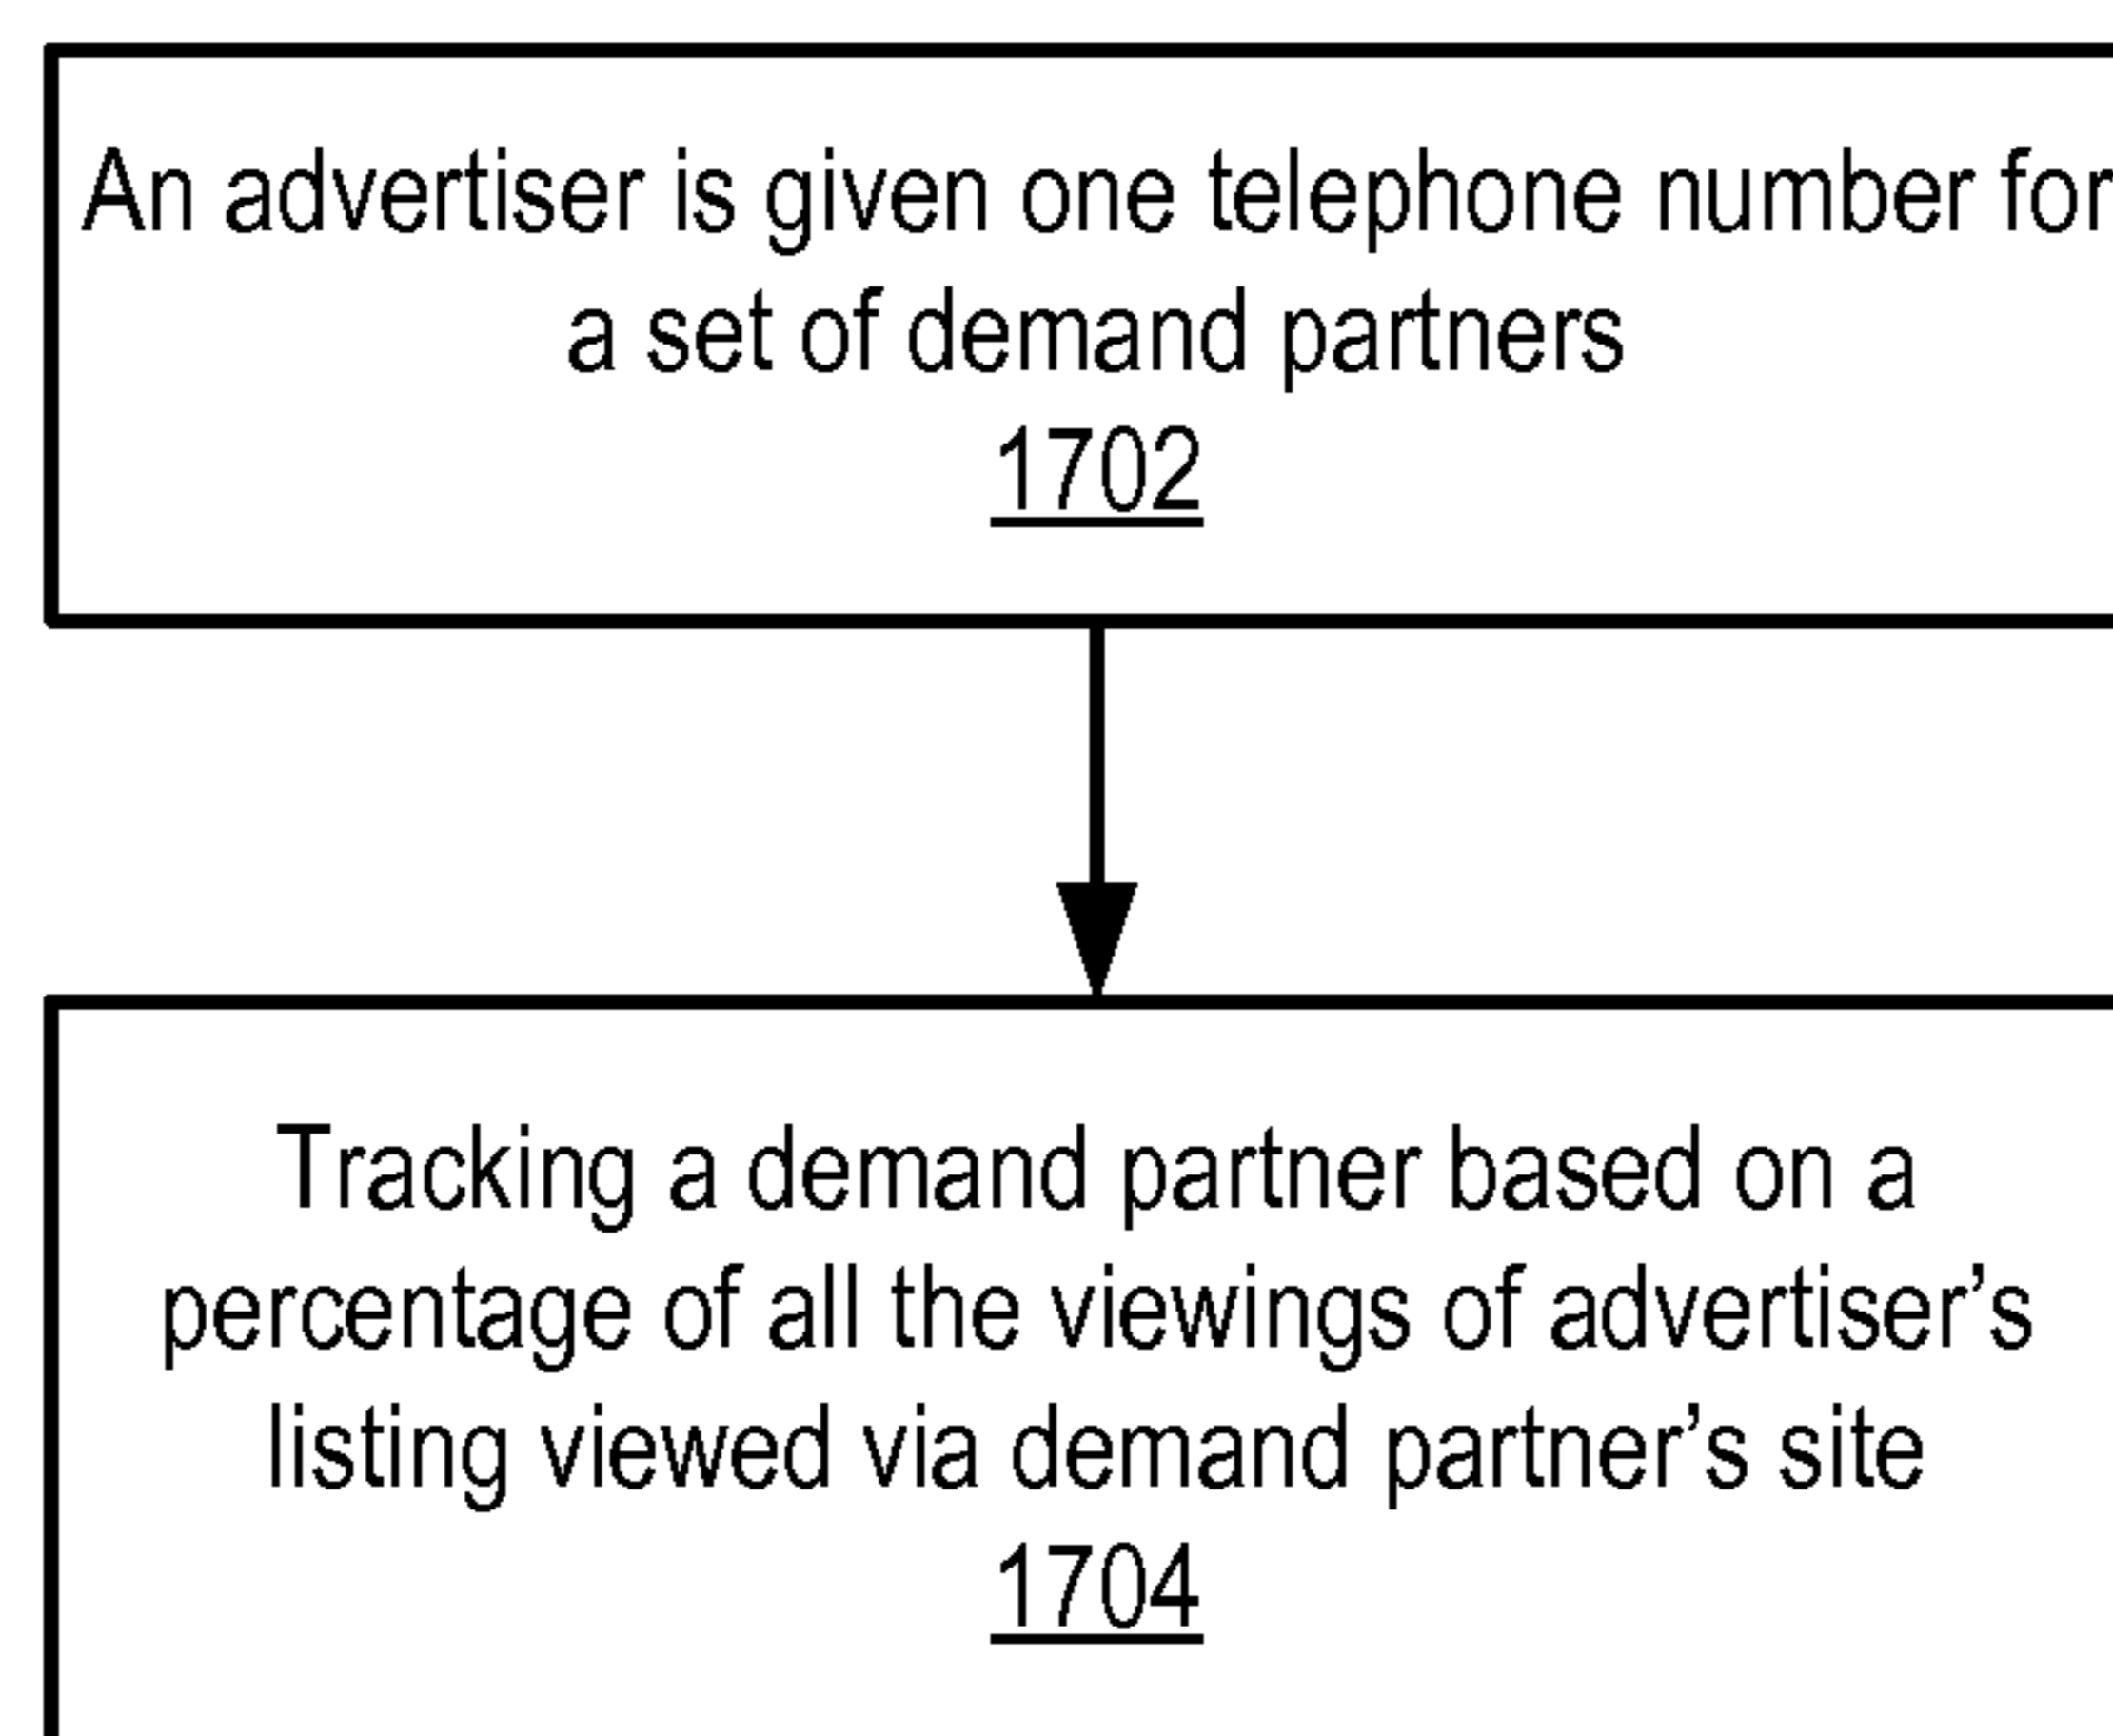 An advertiser is given one telephone number for
a set of demand partners
1702
Tracking a demand partner based on a
percentage of all the viewings of advertiser’s
listing viewed via demand partner’s site
1704